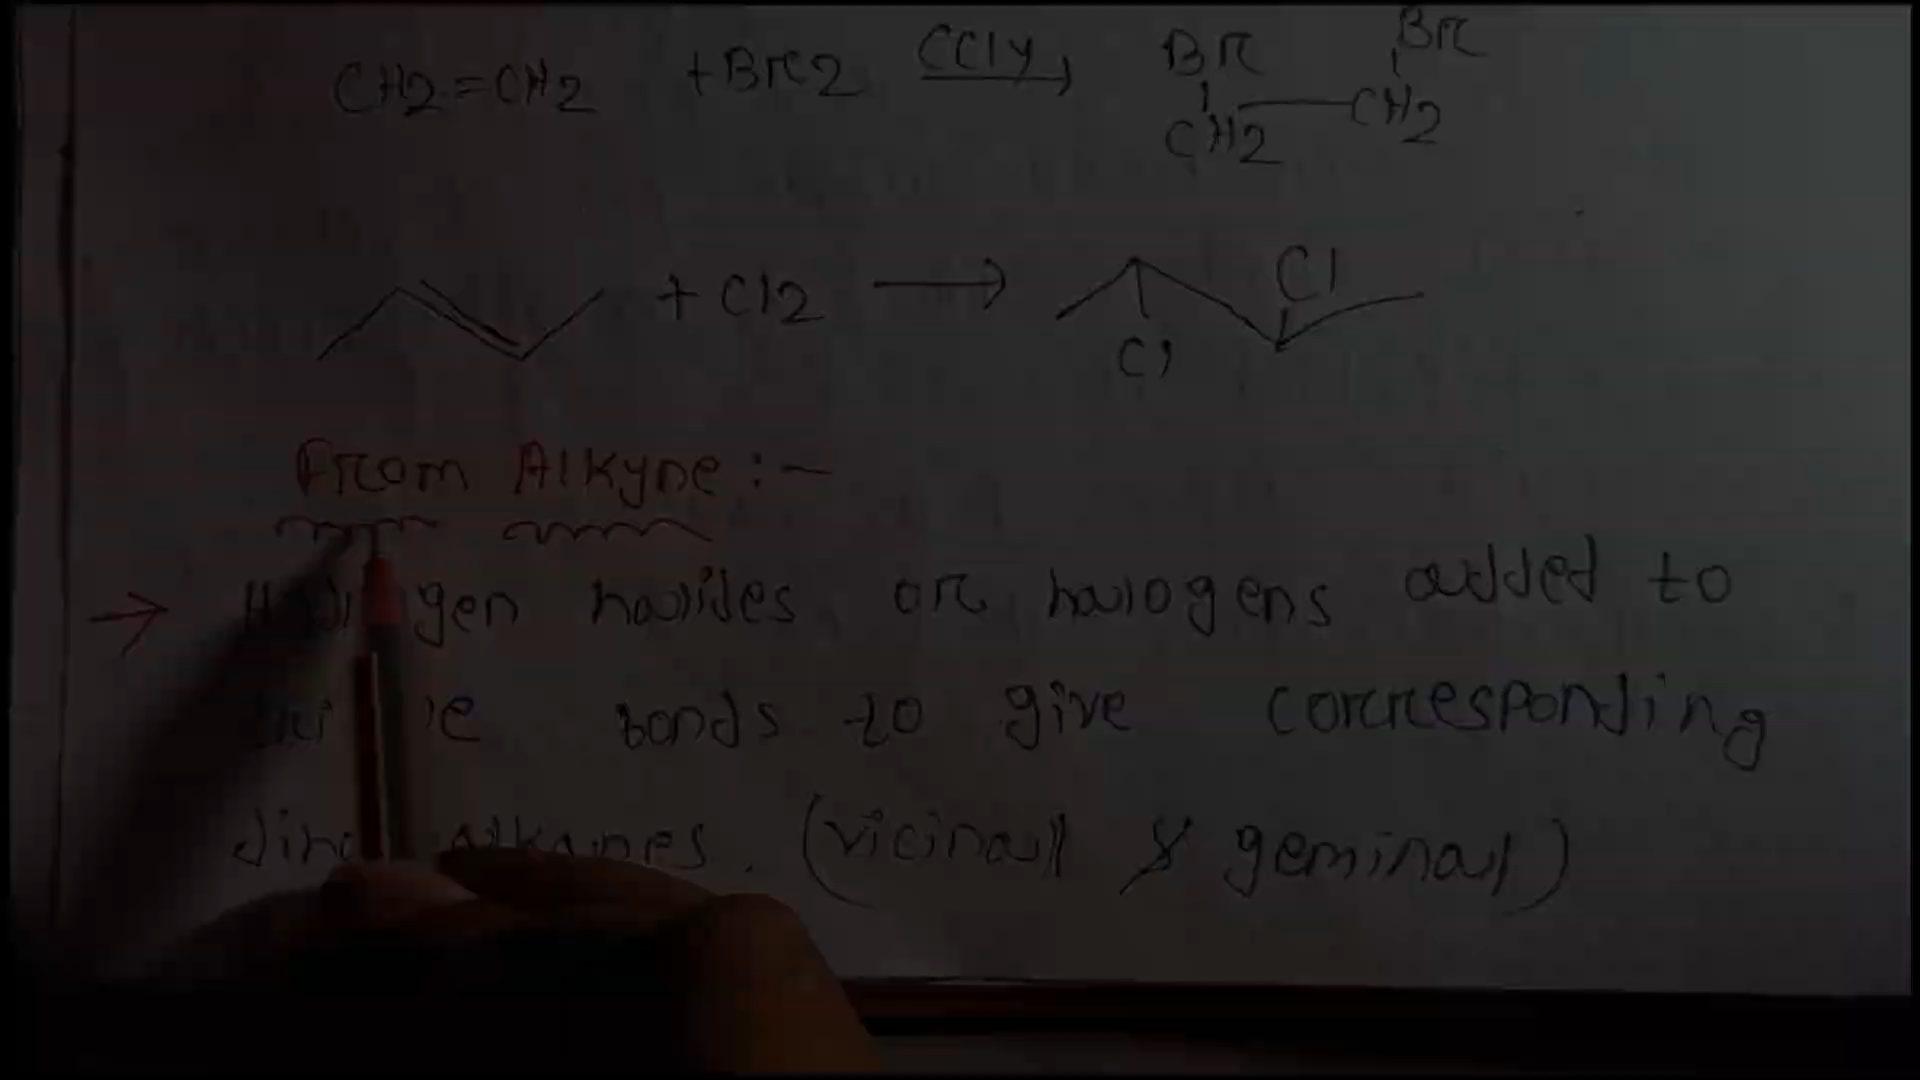 CH2=CH2 +Br2 CCl4 Br Br
CH2 CH2
+ Cl2 Cl
Cl
From Alkyne :-
→ halides or halogens added to
bonds to give corresponding
alkanes. (vicinal & geminal)